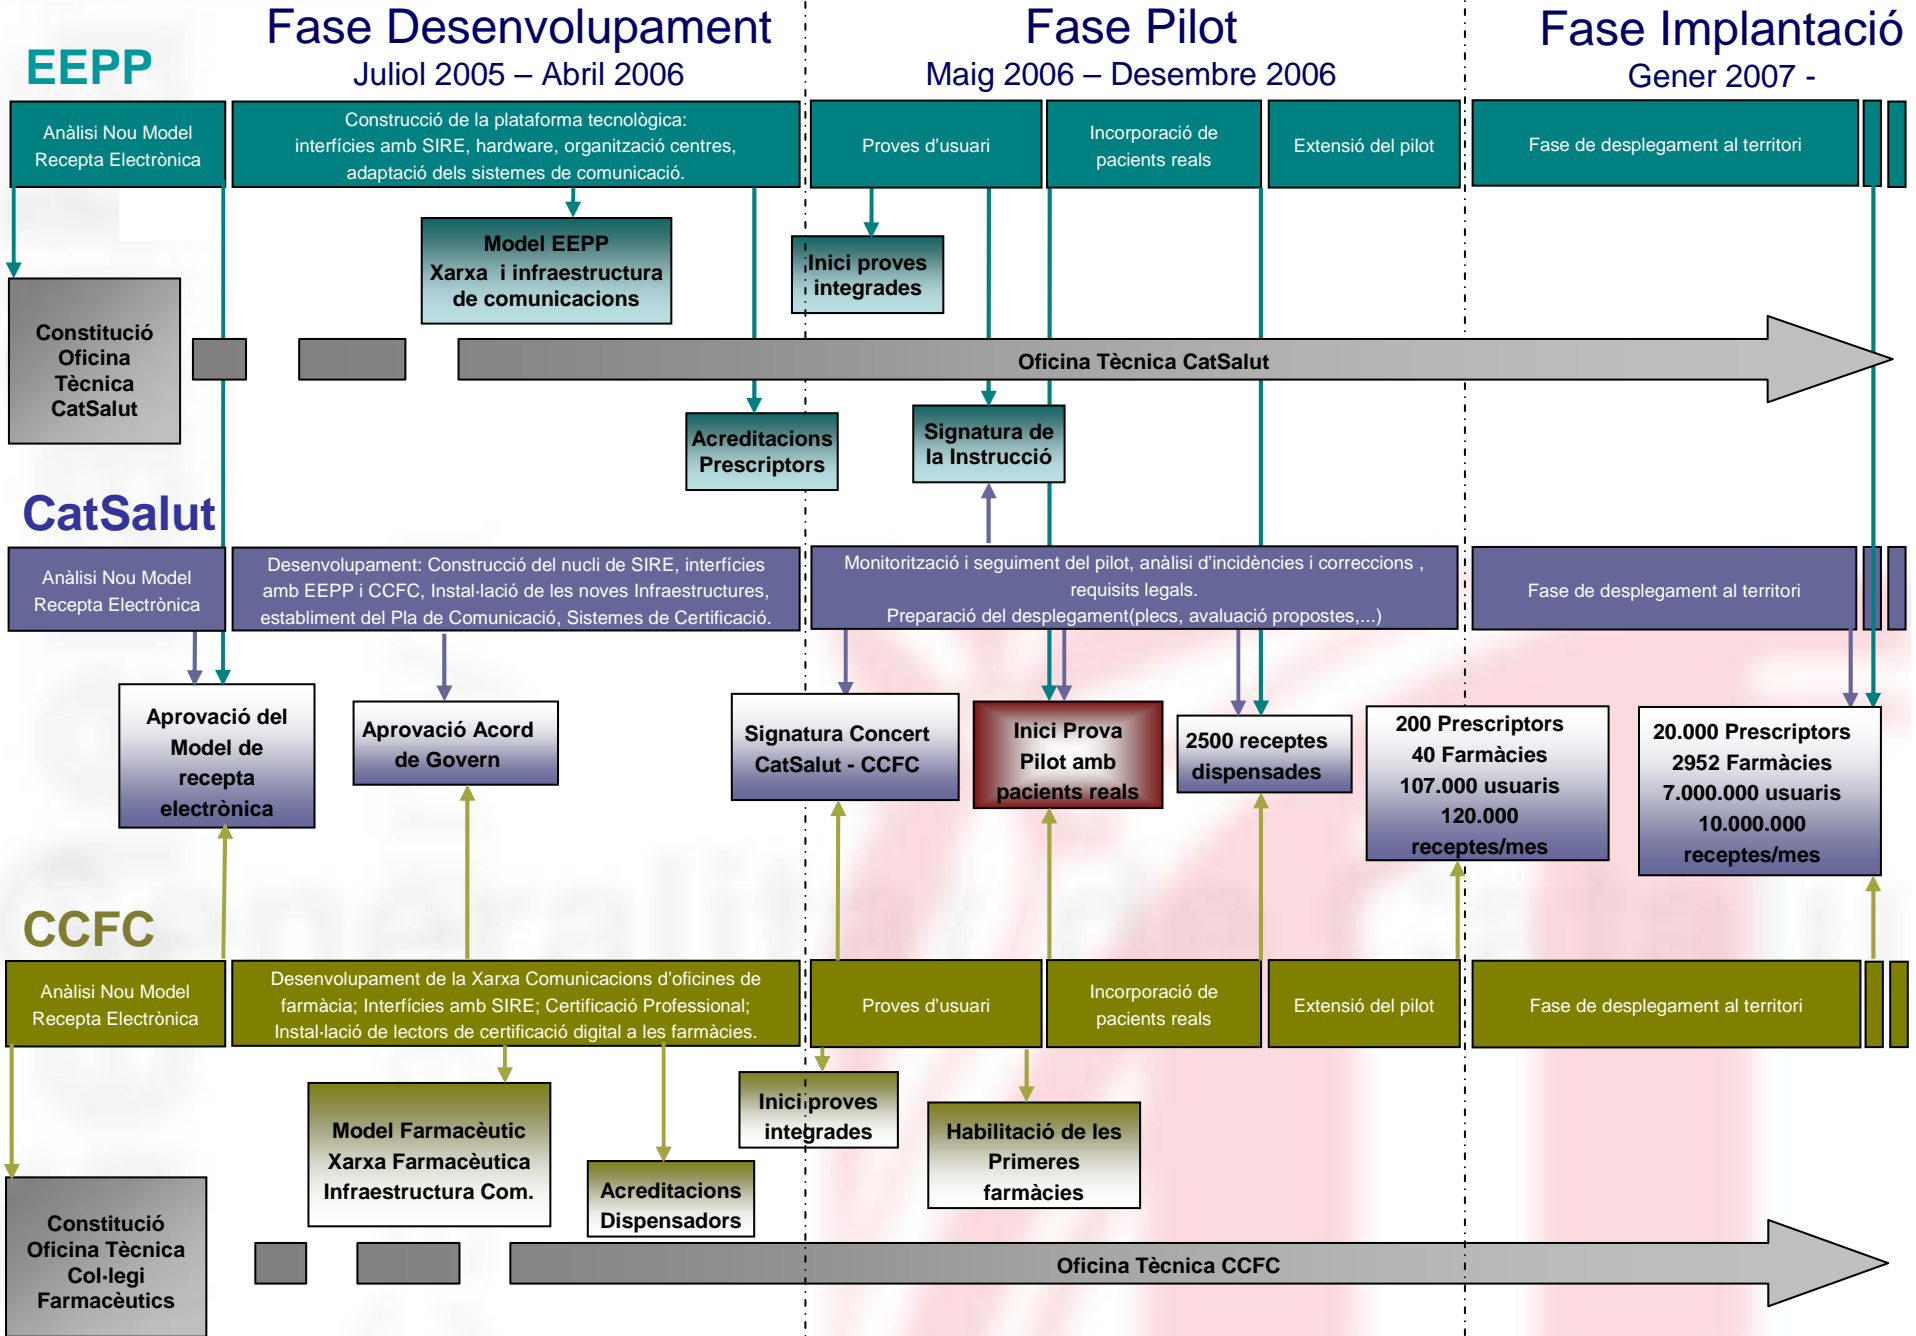 Fase Desenvolupament
Juliol 2005 – Abril 2006
Fase Pilot
Maig 2006 – Desembre 2006
Fase Implantació
Gener 2007 -
EEPP
Anàlisi Nou Model
Recepta Electrònica
Construcció de la plataforma tecnològica:
interfícies amb SIRE, hardware, organització centres,
adaptació dels sistemes de comunicació.
Proves d'usuari
Incorporació de
pacients reals
Extensió del pilot
Fase de desplegament al territori
Model EEPP
Xarxa i infraestructura
de comunicacions
Inici proves
integrades
Constitució
Oficina
Tècnica
CatSalut
Oficina Tècnica CatSalut
Acreditacions
Prescriptors
Signatura de
la Instrucció
CatSalut
Anàlisi Nou Model
Recepta Electrònica
Desenvolupament: Construcció del nucli de SIRE, interfícies
amb EEPP i CCFC, Instal·lació de les noves Infraestructures,
establiment del Pla de Comunicació, Sistemes de Certificació.
Monitorització i seguiment del pilot, anàlisi d'incidències i correccions ,
requisits legals.
Preparació del desplegament(plecs, avaluació propostes,...)
Fase de desplegament al territori
Aprovació del
Model de
recepta
electrònica
Aprovació Acord
de Govern
Signatura Concert
CatSalut - CCFC
Inici Prova
Pilot amb
pacients reals
2500 receptes
dispensades
200 Prescriptors
40 Farmàcies
107.000 usuaris
120.000
receptes/mes
20.000 Prescriptors
2952 Farmàcies
7.000.000 usuaris
10.000.000
receptes/mes
CCFC
Anàlisi Nou Model
Recepta Electrònica
Desenvolupament de la Xarxa Comunicacions d'oficines de
farmàcia; Interfícies amb SIRE; Certificació Professional;
Instal·lació de lectors de certificació digital a les farmàcies.
Proves d'usuari
Incorporació de
pacients reals
Extensió del pilot
Fase de desplegament al territori
Model Farmacèutic
Xarxa Farmacèutica
Infraestructura Com.
Acreditacions
Dispensadors
Inici proves
integrades
Habilitació de les
Primeres
farmàcies
Constitució
Oficina Tècnica
Col·legi
Farmacèutics
Oficina Tècnica CCFC